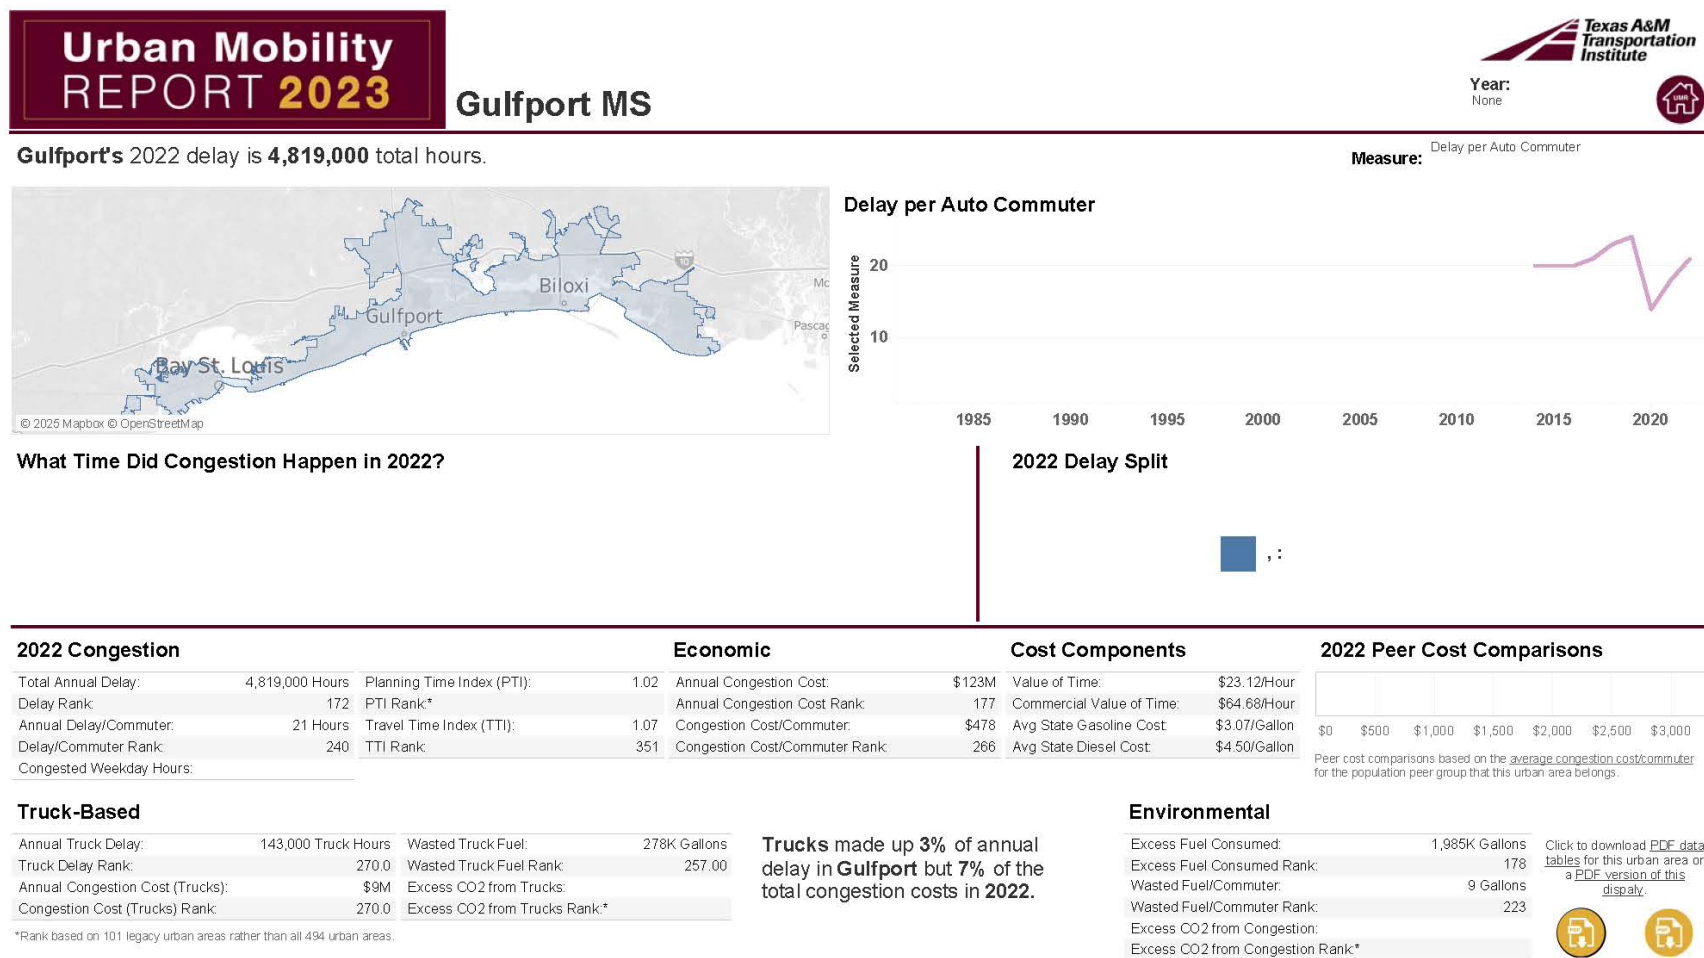 Urban Mobility
REPORT 2023
Gulfport MS
Texas A&M
Transportation
Institute
Year:
None
UMR
Gulfport's 2022 delay is 4,819,000 total hours.
Measure: Delay per Auto Commuter
Biloxi
Gulfport
Bay St. Louis
10
Mc
Pascag
© 2025 Mapbox © OpenStreetMap
Delay per Auto Commuter
Selected Measure
20
10
1985 1990 1995 2000 2005 2010 2015 2020
What Time Did Congestion Happen in 2022?
2022 Delay Split
, :
2022 Congestion
Total Annual Delay: 4,819,000 Hours
Delay Rank: 172
Annual Delay/Commuter: 21 Hours
Delay/Commuter Rank: 240
Congested Weekday Hours:
Planning Time Index (PTI): 1.02
PTI Rank:*
Travel Time Index (TTI): 1.07
TTI Rank: 351
Economic
Annual Congestion Cost: $123M
Annual Congestion Cost Rank: 177
Congestion Cost/Commuter: $478
Congestion Cost/Commuter Rank: 266
Cost Components
Value of Time: $23.12/Hour
Commercial Value of Time: $64.68/Hour
Avg State Gasoline Cost: $3.07/Gallon
Avg State Diesel Cost: $4.50/Gallon
2022 Peer Cost Comparisons
$0 $500 $1,000 $1,500 $2,000 $2,500 $3,000
Peer cost comparisons based on the average congestion cost/commuter
for the population peer group that this urban area belongs.
Truck-Based
Annual Truck Delay: 143,000 Truck Hours
Truck Delay Rank: 270.0
Annual Congestion Cost (Trucks): $9M
Congestion Cost (Trucks) Rank: 270.0
Wasted Truck Fuel: 278K Gallons
Wasted Truck Fuel Rank: 257.00
Excess CO2 from Trucks:
Excess CO2 from Trucks Rank:*
*Rank based on 101 legacy urban areas rather than all 494 urban areas.
Trucks made up 3% of annual
delay in Gulfport but 7% of the
total congestion costs in 2022.
Environmental
Excess Fuel Consumed: 1,985K Gallons
Excess Fuel Consumed Rank: 178
Wasted Fuel/Commuter: 9 Gallons
Wasted Fuel/Commuter Rank: 223
Excess CO2 from Congestion:
Excess CO2 from Congestion Rank:*
Click to download PDF data
tables for this urban area or
a PDF version of this
dispaly.